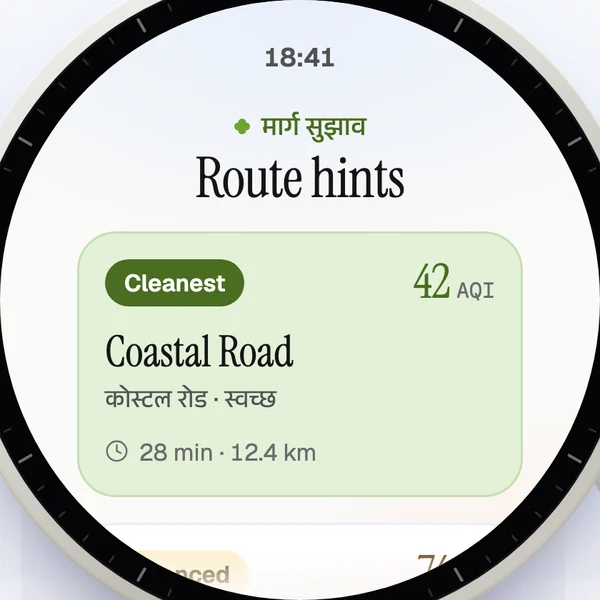 18:41
मार्ग सुझाव
Route hints
Cleanest
42 AQI
Coastal Road
कोस्टल रोड · स्वच्छ
28 min · 12.4 km